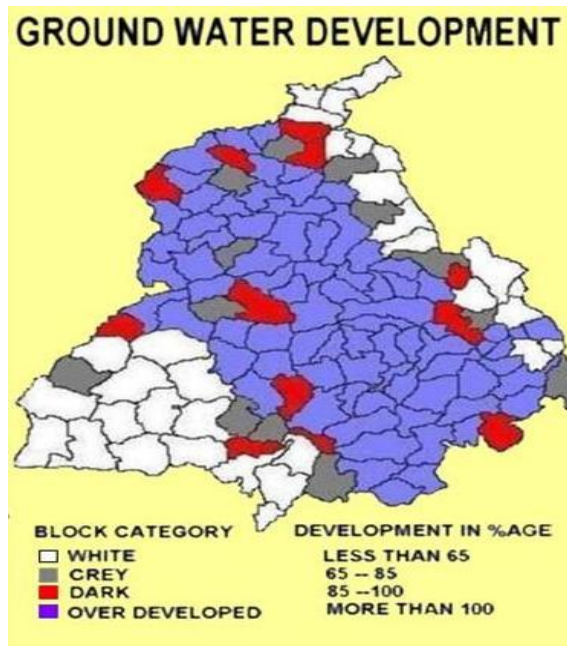 GROUND WATER DEVELOPMENT
BLOCK CATEGORY DEVELOPMENT IN %AGE
WHITE LESS THAN 65
CREY 65 -- 85
DARK 85 --100
OVER DEVELOPED MORE THAN 100